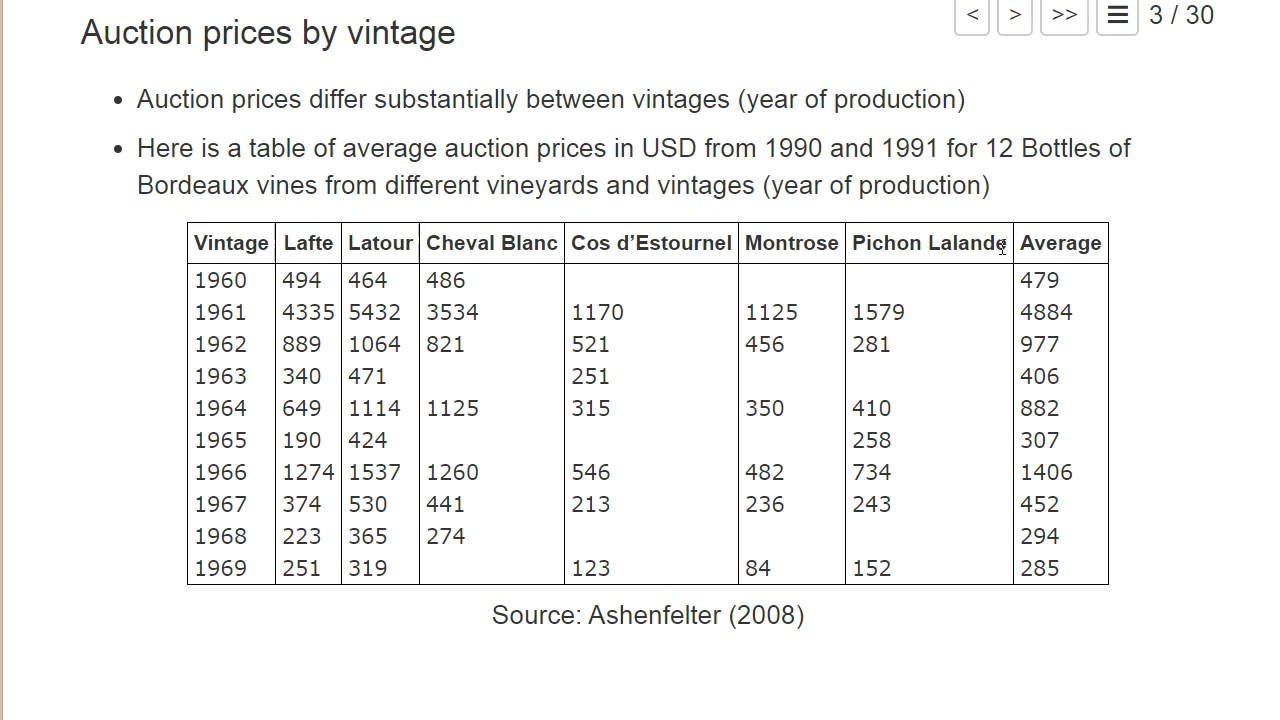 Auction prices by vintage
< > >> ☰ 3 / 30
• Auction prices differ substantially between vintages (year of production)
• Here is a table of average auction prices in USD from 1990 and 1991 for 12 Bottles of
Bordeaux vines from different vineyards and vintages (year of production)
Vintage Lafte Latour Cheval Blanc Cos d’Estournel Montrose Pichon Lalande Average
1960 494 464 486 479
1961 4335 5432 3534 1170 1125 1579 4884
1962 889 1064 821 521 456 281 977
1963 340 471 251 406
1964 649 1114 1125 315 350 410 882
1965 190 424 258 307
1966 1274 1537 1260 546 482 734 1406
1967 374 530 441 213 236 243 452
1968 223 365 274 294
1969 251 319 123 84 152 285
Source: Ashenfelter (2008)